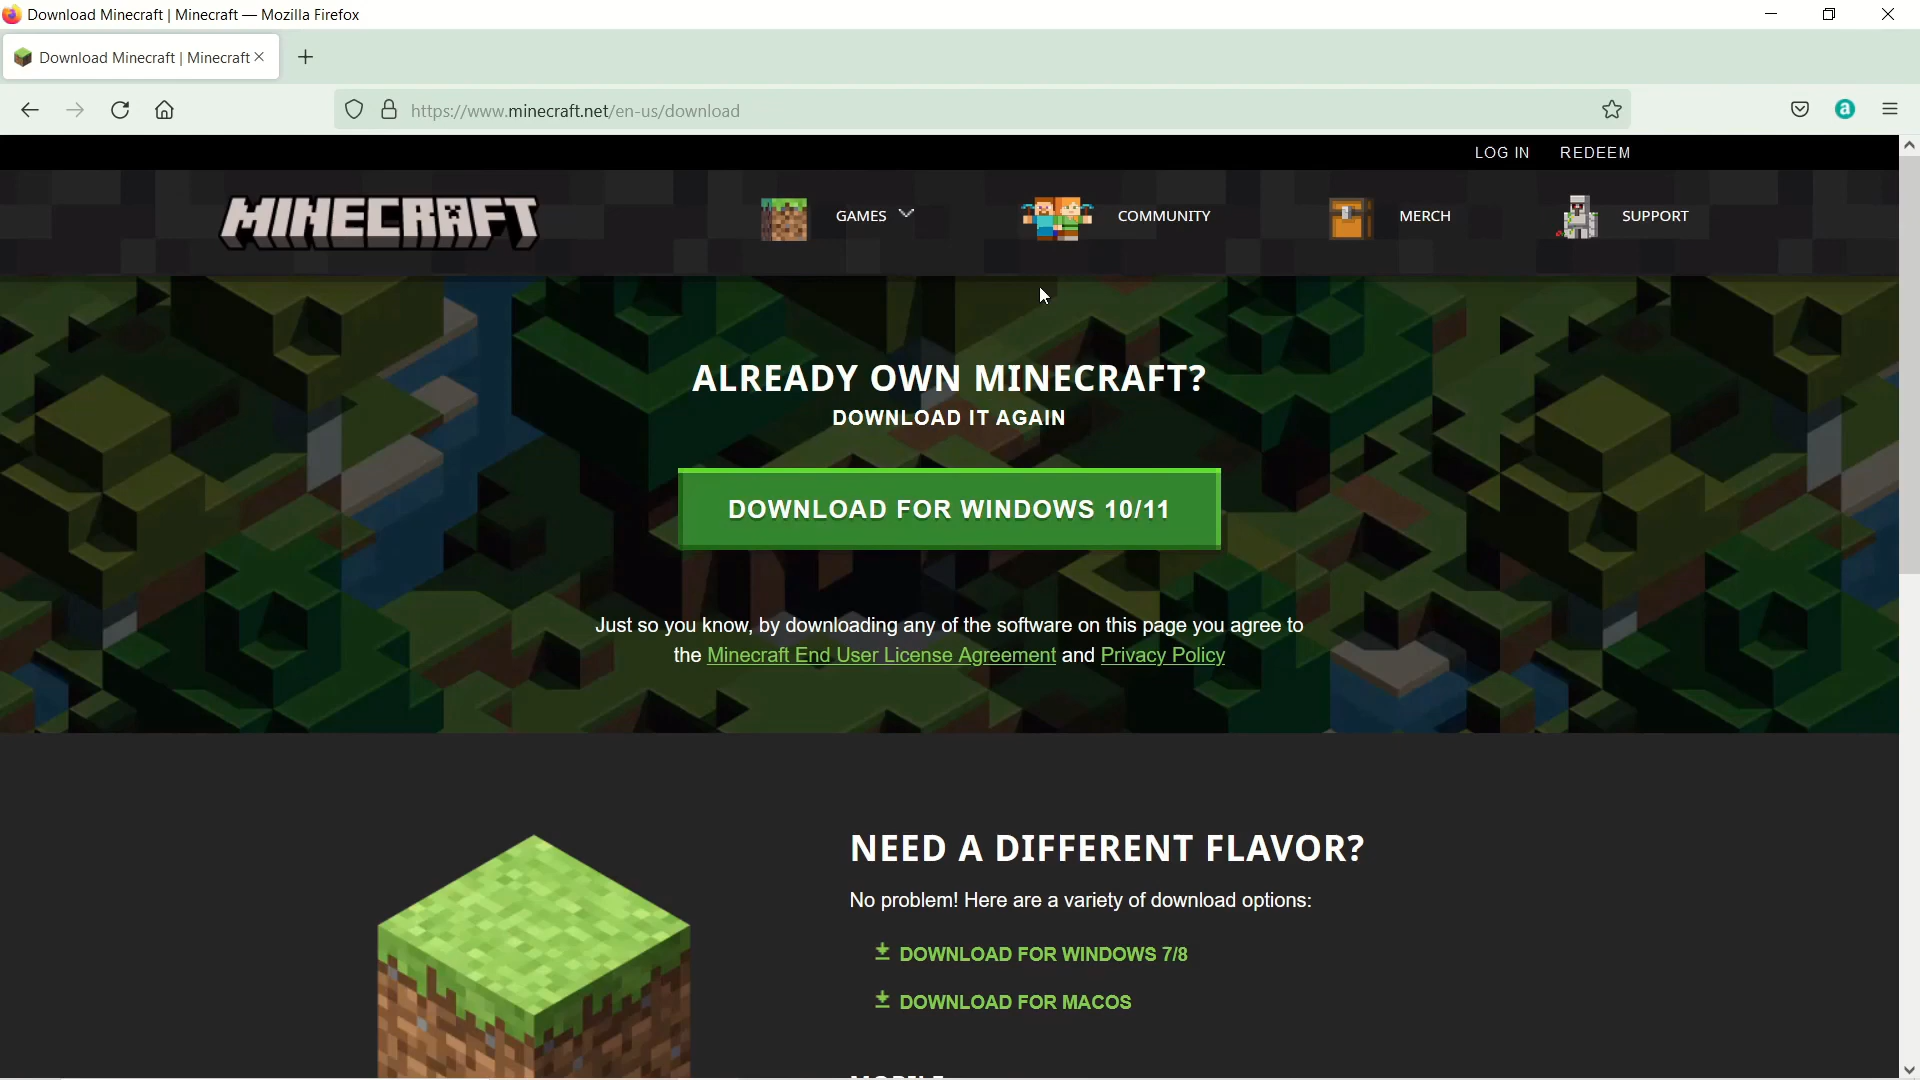 Download Minecraft | Minecraft — Mozilla Firefox
Download Minecraft | Minecraft
https://www.minecraft.net/en-us/download
LOG IN REDEEM
MINECRAFT
GAMES COMMUNITY MERCH SUPPORT
ALREADY OWN MINECRAFT?
DOWNLOAD IT AGAIN
DOWNLOAD FOR WINDOWS 10/11
Just so you know, by downloading any of the software on this page you agree to
the Minecraft End User License Agreement and Privacy Policy
NEED A DIFFERENT FLAVOR?
No problem! Here are a variety of download options:
DOWNLOAD FOR WINDOWS 7/8
DOWNLOAD FOR MACOS